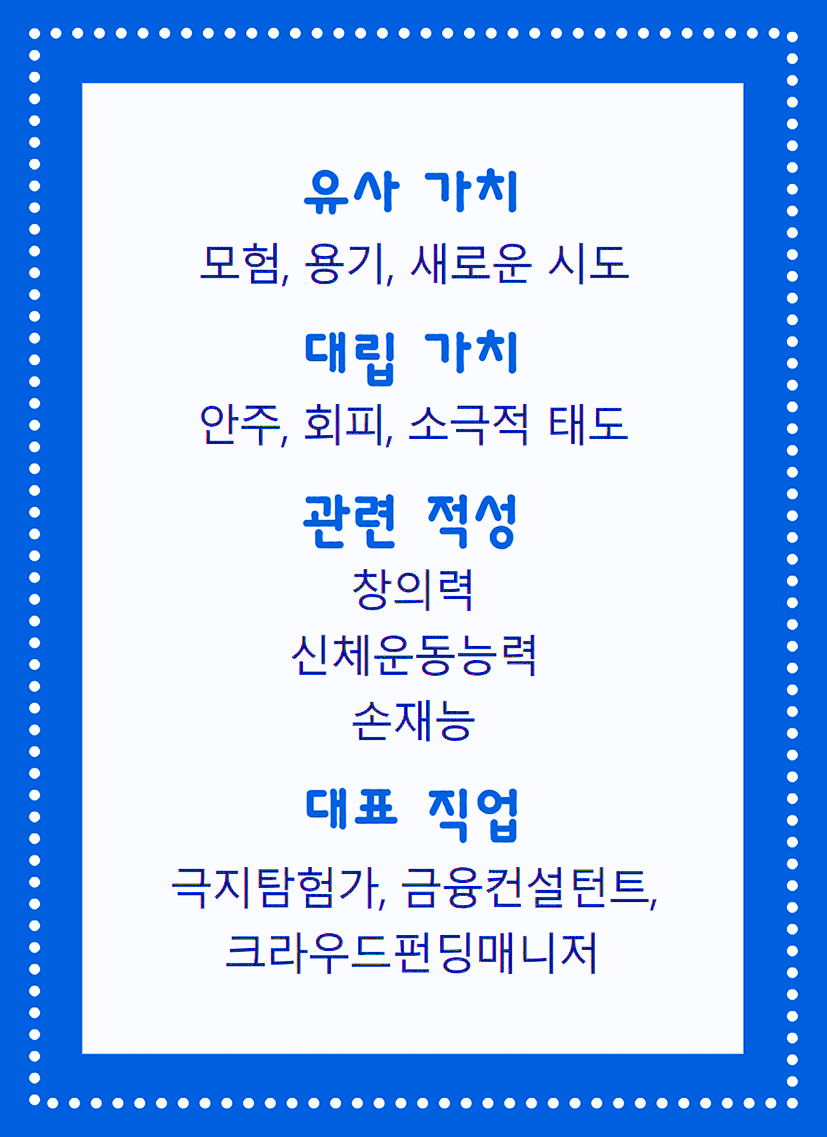 유사 가치
모험, 용기, 새로운 시도
대립 가치
안주, 회피, 소극적 태도
관련 적성
창의력
신체운동능력
손재능
대표 직업
극지탐험가, 금융컨설턴트,
크라우드펀딩매니저